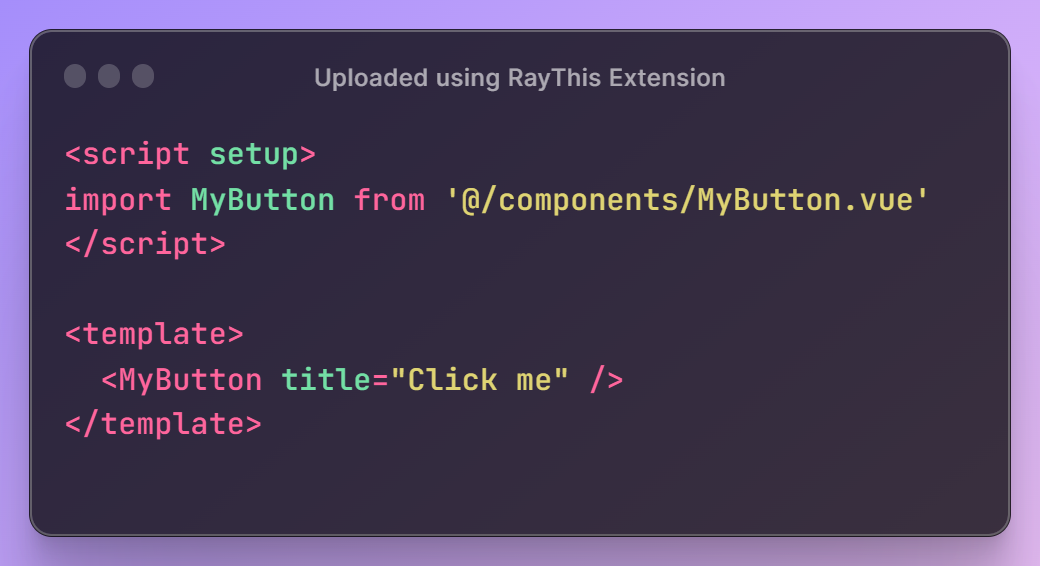 Uploaded using RayThis Extension
<script setup>
import MyButton from '@/components/MyButton.vue'
</script>
<template>
  <MyButton title="Click me" />
</template>